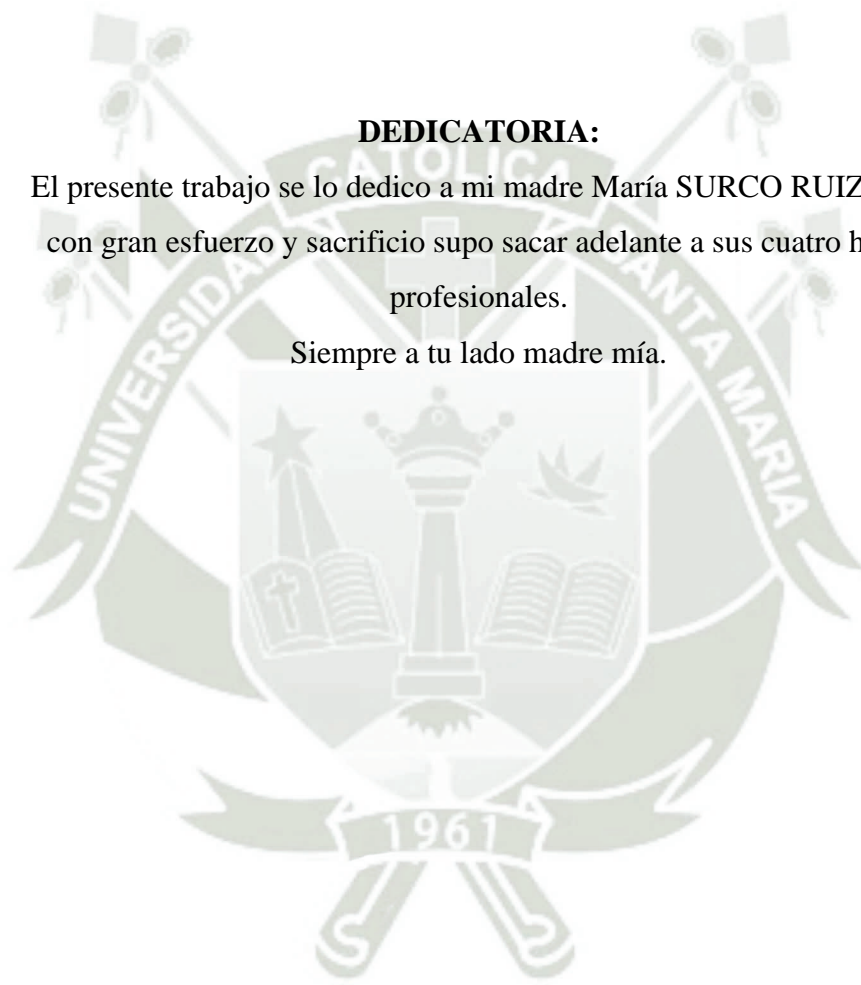 DEDICATORIA:
El presente trabajo se lo dedico a mi madre María SURCO RUIZ
con gran esfuerzo y sacrificio supo sacar adelante a sus cuatro
profesionales.
Siempre a tu lado madre mía.
UNIVERSIDAD CATOLICA SANTA MARIA
1961